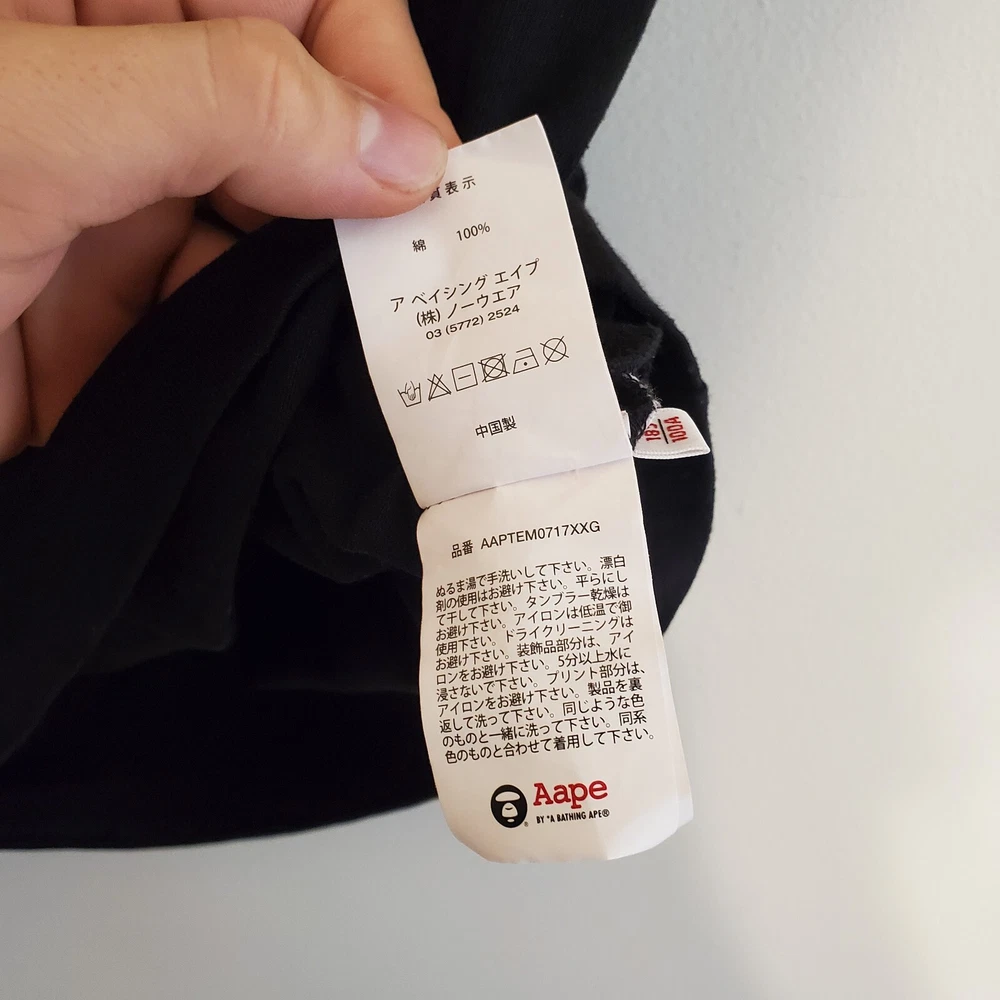 質表示
綿 100%
ア ベイシング エイプ
(株) ノーウエア
03 (5772) 2524
中国製
100A
品番 AAPTEM0717XXG
ぬるま湯で手洗いして下さい。漂白
剤の使用はお避け下さい。平らにし
て干して下さい。タンブラー乾燥は
お避け下さい。アイロンは低温で御
使用下さい。ドライクリーニングは
お避け下さい。装飾品部分は、アイ
ロンをお避け下さい。5分以上水に
浸さないで下さい。プリント部分は、
アイロンをお避け下さい。製品を裏
返して洗って下さい。同じような色
のものと一緒に洗って下さい。同系
色のものと合わせて着用して下さい。
Aape
BY *A BATHING APE®